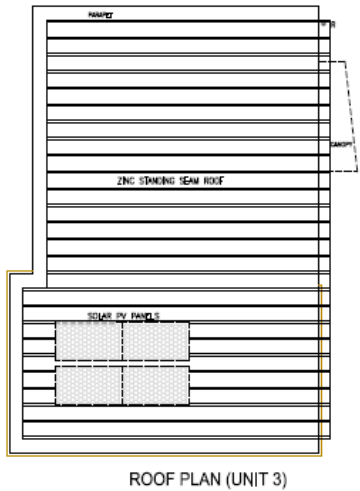 PARAPET
CANOPY
ZINC STANDING SEAM ROOF
SOLAR PV PANELS
ROOF PLAN (UNIT 3)